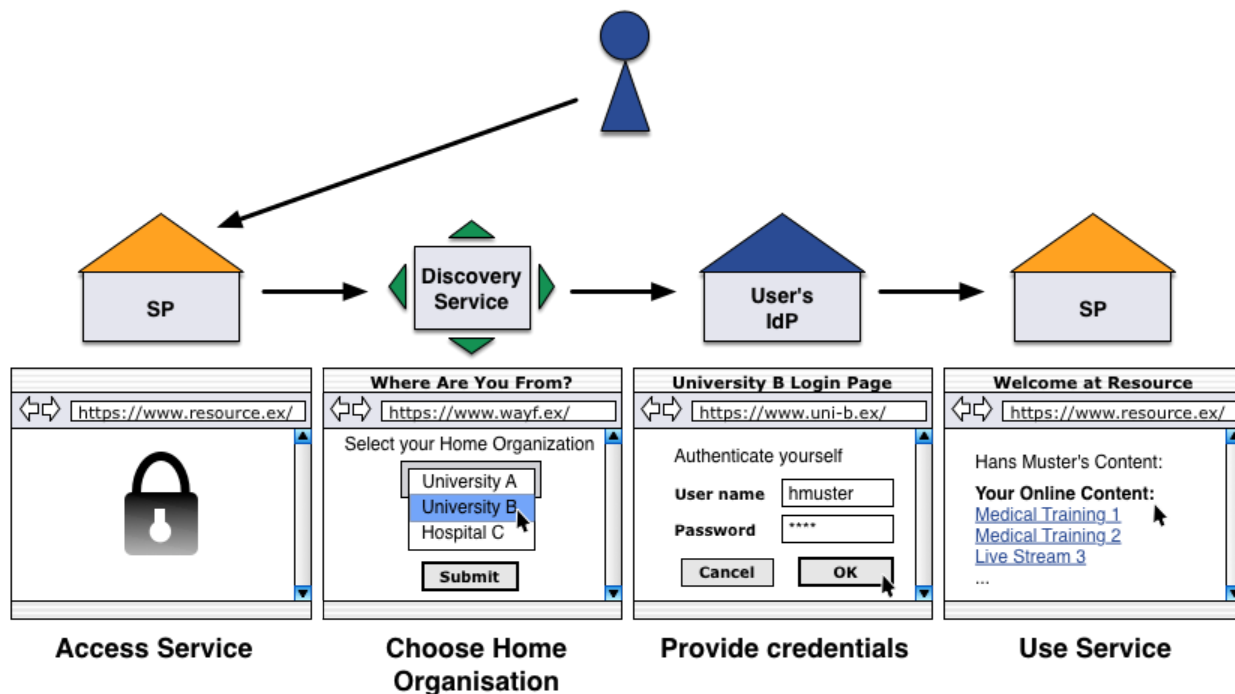 SP
Discovery
Service
User's
IdP
SP
https://www.resource.ex/
Access Service
Where Are You From?
https://www.wayf.ex/
Select your Home Organization
University A
University B
Hospital C
Submit
Choose Home
Organisation
University B Login Page
https://www.uni-b.ex/
Authenticate yourself
User name hmuster
Password ****
Cancel OK
Provide credentials
Welcome at Resource
https://www.resource.ex/
Hans Muster's Content:
Your Online Content:
Medical Training 1
Medical Training 2
Live Stream 3
...
Use Service